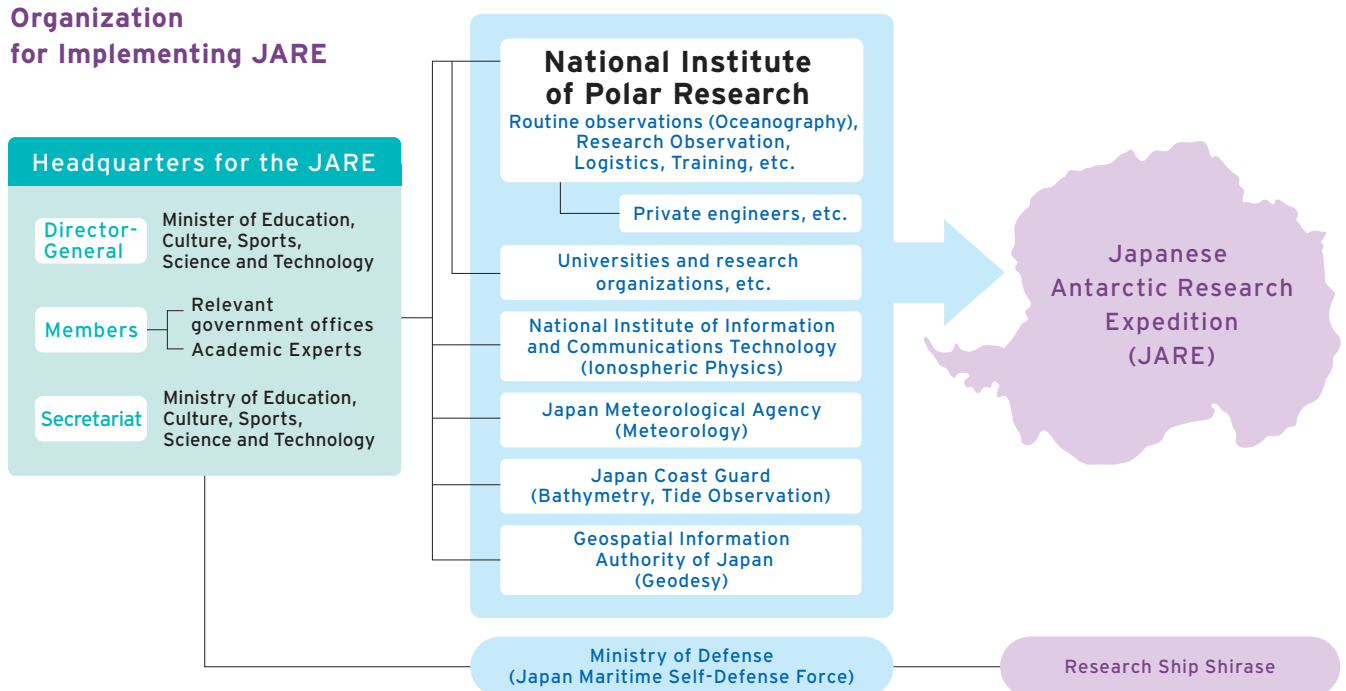 Organization
for Implementing JARE
Headquarters for the JARE
Director-
General
Minister of Education,
Culture, Sports,
Science and Technology
Members
Relevant
government offices
Academic Experts
Secretariat
Ministry of Education,
Culture, Sports,
Science and Technology
National Institute
of Polar Research
Routine observations (Oceanography),
Research Observation,
Logistics, Training, etc.
Private engineers, etc.
Universities and research
organizations, etc.
National Institute of Information
and Communications Technology
(Ionospheric Physics)
Japan Meteorological Agency
(Meteorology)
Japan Coast Guard
(Bathymetry, Tide Observation)
Geospatial Information
Authority of Japan
(Geodesy)
Japanese
Antarctic Research
Expedition
(JARE)
Ministry of Defense
(Japan Maritime Self-Defense Force)
Research Ship Shirase